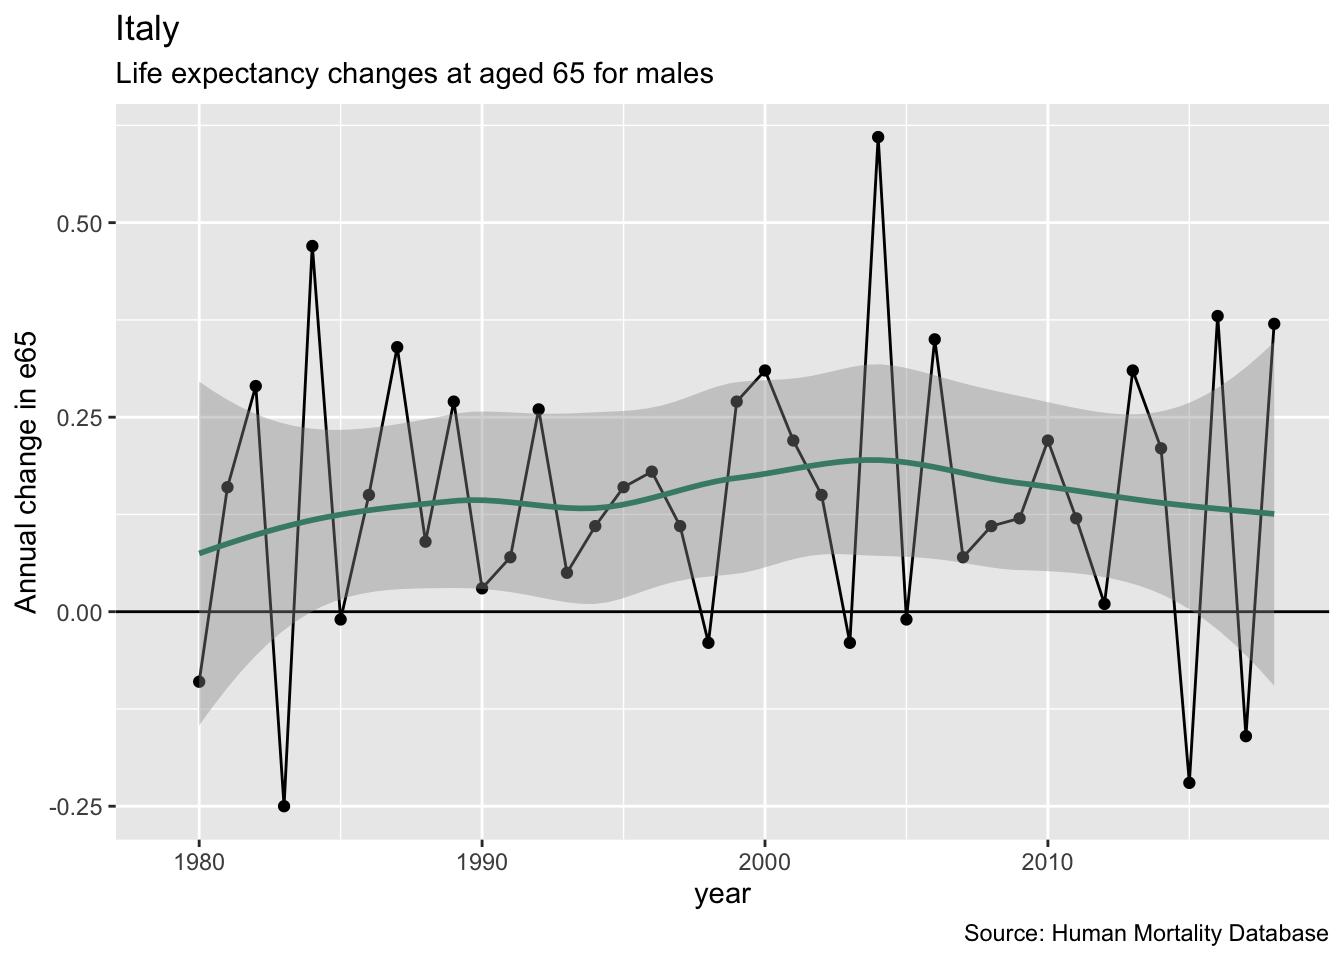 Italy
Life expectancy changes at aged 65 for males
Annual change in e65
0.50
0.25
0.00
-0.25
1980 1990 2000 2010
year
Source: Human Mortality Database